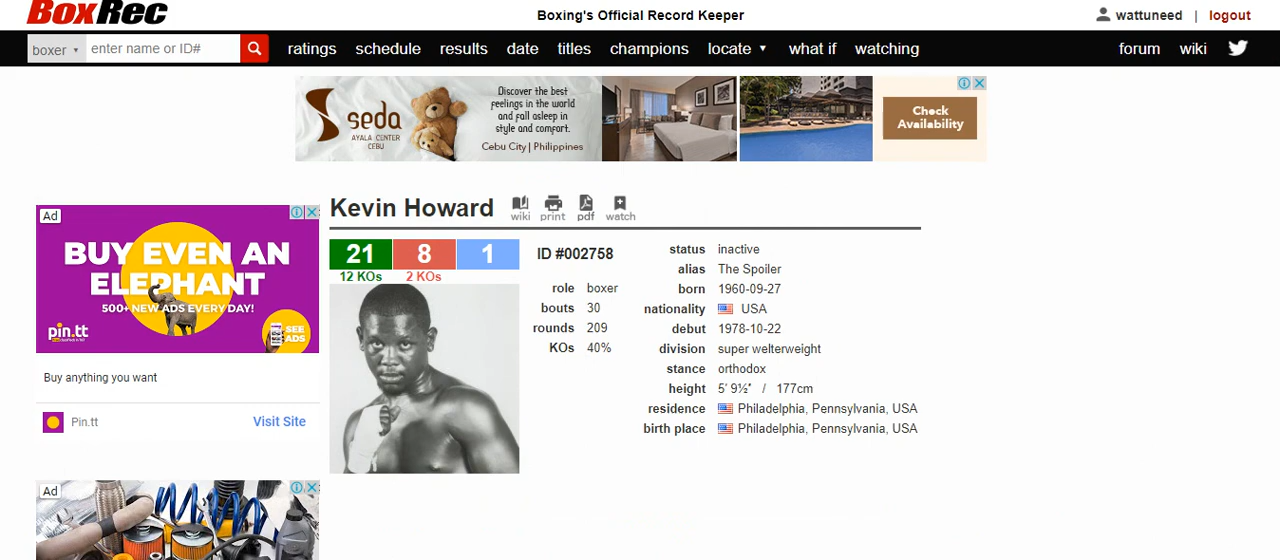 BoxRec
Boxing's Official Record Keeper
wattuneed | logout
boxer
enter name or ID#
ratings schedule results date titles champions locate what if watching
forum wiki
seda
AYALA CENTER
CEBU
Discover the best
feelings in the world
and fall asleep in
style and comfort.
Cebu City | Philippines
Check
Availability
Ad
BUY EVEN AN
ELEPHANT
500+ NEW ADS EVERY DAY!
pin.tt
SEE
ADS
Buy anything you want
Pin.tt
Visit Site
Ad
Kevin Howard
wiki print pdf watch
21 8 1
12 KOs 2 KOs
ID #002758
role boxer
bouts 30
rounds 209
KOs 40%
status inactive
alias The Spoiler
born 1960-09-27
nationality USA
debut 1978-10-22
division super welterweight
stance orthodox
height 5′ 9½″ / 177cm
residence Philadelphia, Pennsylvania, USA
birth place Philadelphia, Pennsylvania, USA